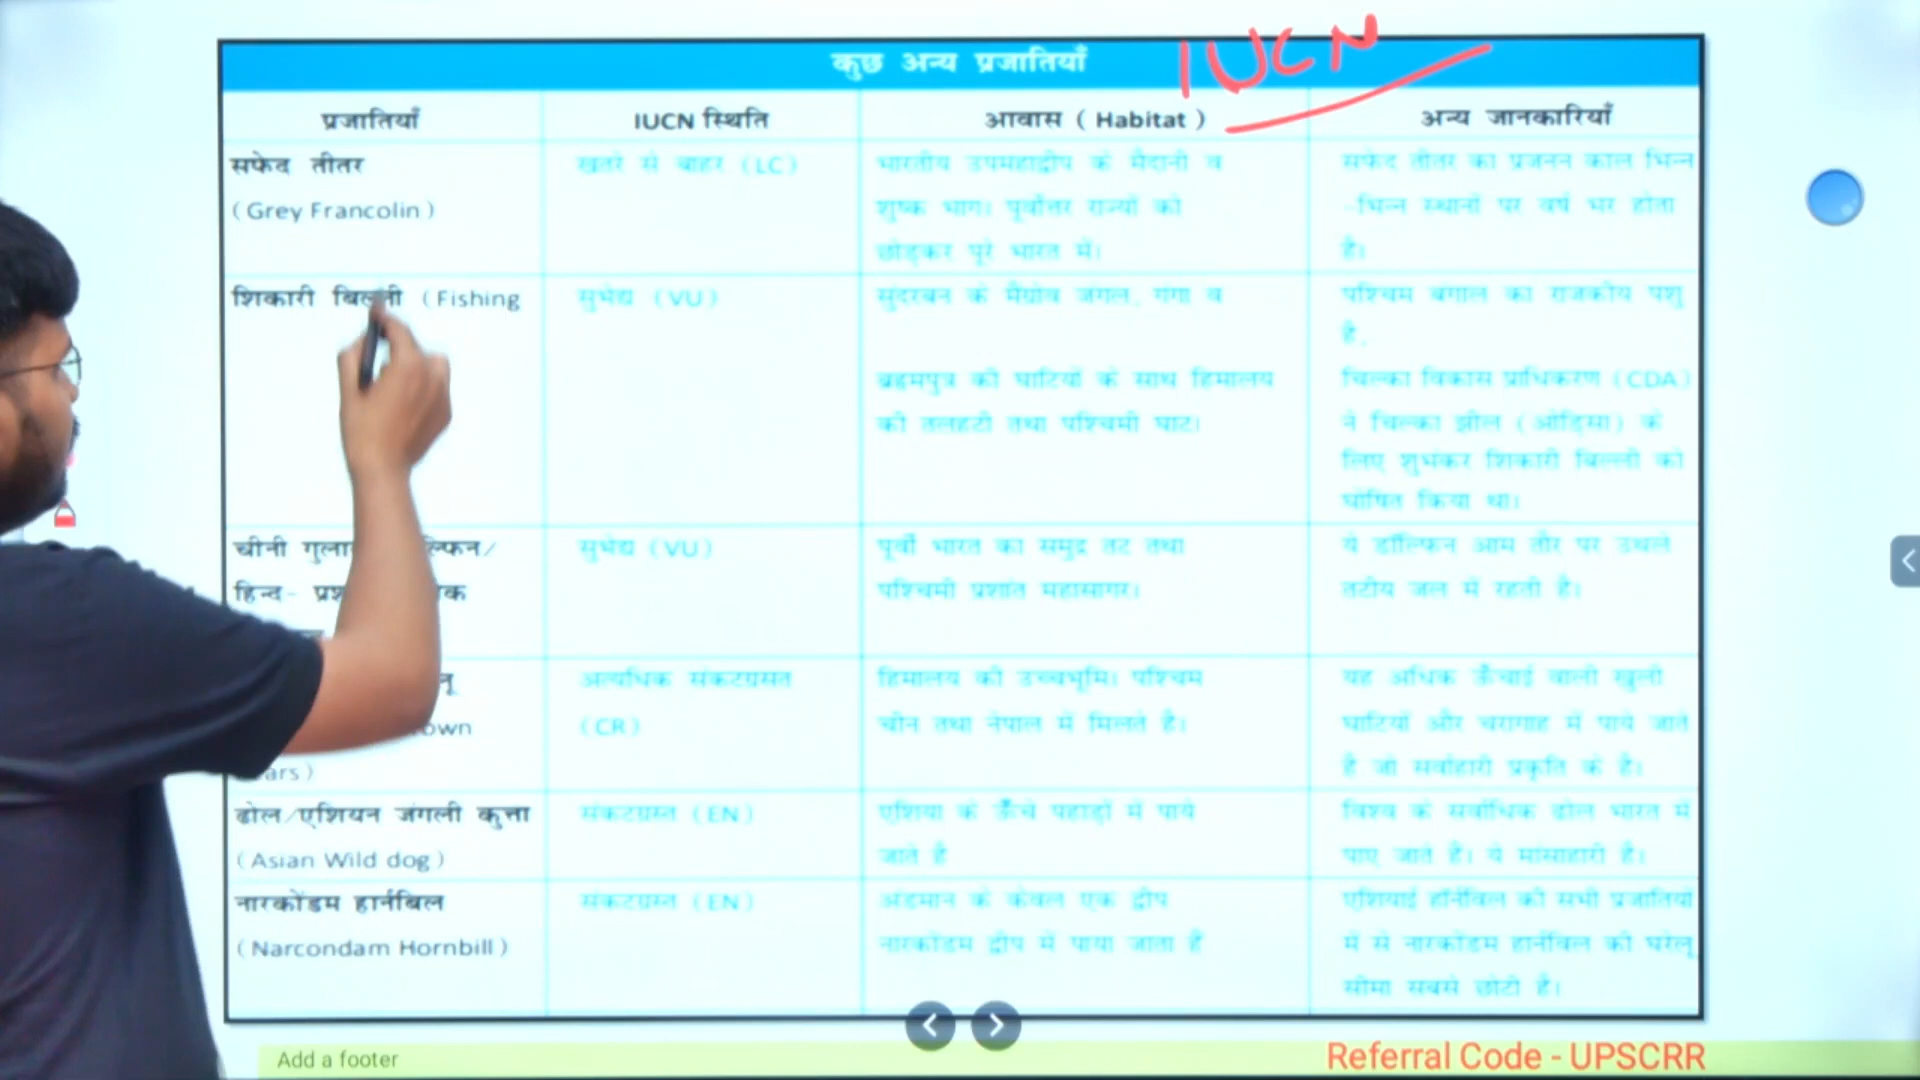 IUCN
कुछ अन्य प्रजातियाँ
प्रजातियाँ
IUCN स्थिति
आवास ( Habitat )
अन्य जानकारियाँ
सफेद तीतर
( Grey Francolin )
खतरे से बाहर (LC)
भारतीय उपमहाद्वीप के मैदानी व
शुष्क भाग। पूर्वोत्तर राज्यों को
छोड़कर पूरे भारत में।
सफेद तीतर का प्रजनन काल भिन्न
-भिन्न स्थानों पर वर्ष भर होता
है।
शिकारी बिल्ली ( Fishing
सुभेद्य (VU)
सुंदरबन के मैंग्रोव जंगल, गंगा व
ब्रह्मपुत्र की घाटियों के साथ हिमालय
की तलहटी तथा पश्चिमी घाट।
पश्चिम बंगाल का राजकीय पशु
है,
चिल्का विकास प्राधिकरण (CDA)
ने चिल्का झील (ओडिसा) के
लिए शुभंकर शिकारी बिल्ली को
घोषित किया था।
चीनी गुला ल्फिन/
हिन्द- प्रश क
सुभेद्य (VU)
पूर्वी भारत का समुद्र तट तथा
पश्चिमी प्रशांत महासागर।
ये डॉल्फिन आम तौर पर उथले
तटीय जल में रहती है।
लू
own
ars )
अत्यधिक संकटग्रसत
(CR)
हिमालय की उच्चभूमि। पश्चिम
चीन तथा नेपाल में मिलते है।
यह अधिक ऊँचाई वाली खुली
घाटियों और चरागाह में पाये जाते
है जो सर्वाहारी प्रकृति के है।
ढोल/एशियन जंगली कुत्ता
( Asian Wild dog )
संकटग्रस्त (EN)
एशिया के ऊँचे पहाड़ों में पाये
जाते है
विश्व के सर्वाधिक ढोल भारत में
पाए जाते है। ये मांसाहारी है।
नारकोंडम हार्नबिल
( Narcondam Hornbill )
संकटग्रस्त (EN)
अंडमान के केवल एक द्वीप
नारकोंडम द्वीप में पाया जाता है
एशियाई हॉर्नबिल की सभी प्रजातियों
में से नारकोंडम हार्नबिल की घरेलू
सीमा सबसे छोटी है।
Add a footer
Referral Code - UPSCRR